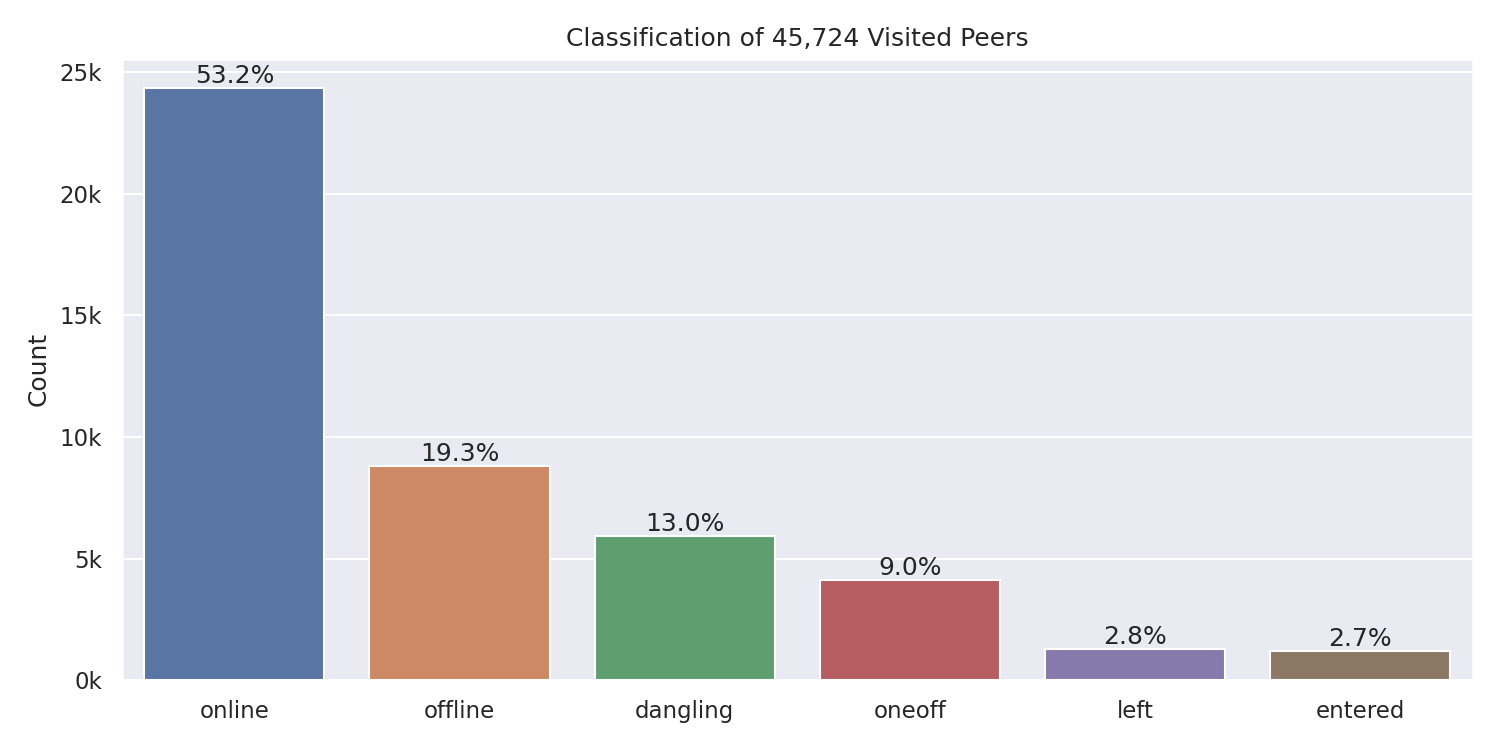 Classification of 45,724 Visited Peers
25k
20k
15k
10k
5k
0k
Count
53.2%
19.3%
13.0%
9.0%
2.8%
2.7%
online
offline
dangling
oneoff
left
entered